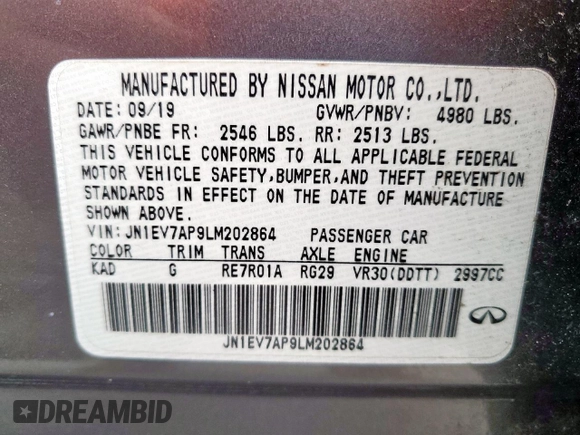 MANUFACTURED BY NISSAN MOTOR CO.,LTD.
DATE: 09/19 GVWR/PNBV: 4980 LBS.
GAWR/PNBE FR: 2546 LBS. RR: 2513 LBS.
THIS VEHICLE CONFORMS TO ALL APPLICABLE FEDERAL
MOTOR VEHICLE SAFETY,BUMPER,AND THEFT PREVENTION
STANDARDS IN EFFECT ON THE DATE OF MANUFACTURE
SHOWN ABOVE.
VIN:JN1EV7AP9LM202864 PASSENGER CAR
COLOR TRIM TRANS AXLE ENGINE
KAD G RE7R01A RG29 VR30(DDTT) 2997CC
JN1EV7AP9LM202864
DREAMBID